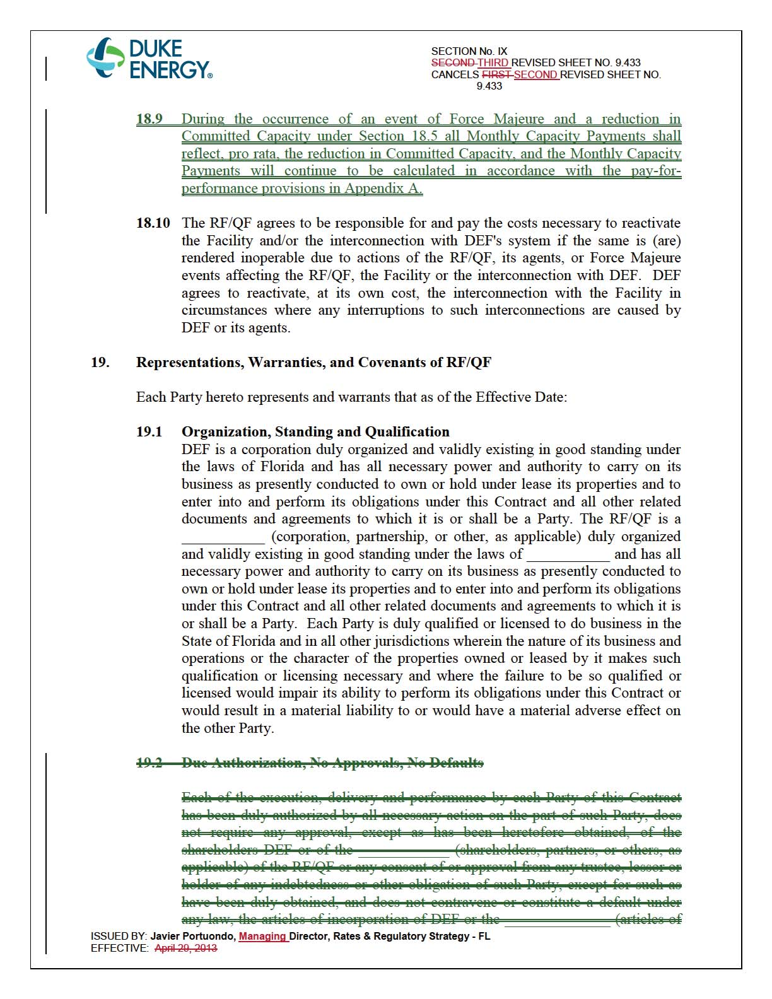 DUKE
ENERGY®
SECTION No. IX
SECOND THIRD REVISED SHEET NO. 9.433
CANCELS FIRST SECOND REVISED SHEET NO.
9.433
18.9 During the occurrence of an event of Force Majeure and a reduction in
Committed Capacity under Section 18.5 all Monthly Capacity Payments shall
reflect, pro rata, the reduction in Committed Capacity, and the Monthly Capacity
Payments will continue to be calculated in accordance with the pay-for-
performance provisions in Appendix A.
18.10 The RF/QF agrees to be responsible for and pay the costs necessary to reactivate
the Facility and/or the interconnection with DEF's system if the same is (are)
rendered inoperable due to actions of the RF/QF, its agents, or Force Majeure
events affecting the RF/QF, the Facility or the interconnection with DEF. DEF
agrees to reactivate, at its own cost, the interconnection with the Facility in
circumstances where any interruptions to such interconnections are caused by
DEF or its agents.
19. Representations, Warranties, and Covenants of RF/QF
Each Party hereto represents and warrants that as of the Effective Date:
19.1 Organization, Standing and Qualification
DEF is a corporation duly organized and validly existing in good standing under
the laws of Florida and has all necessary power and authority to carry on its
business as presently conducted to own or hold under lease its properties and to
enter into and perform its obligations under this Contract and all other related
documents and agreements to which it is or shall be a Party. The RF/QF is a
___________ (corporation, partnership, or other, as applicable) duly organized
and validly existing in good standing under the laws of ___________ and has all
necessary power and authority to carry on its business as presently conducted to
own or hold under lease its properties and to enter into and perform its obligations
under this Contract and all other related documents and agreements to which it is
or shall be a Party. Each Party is duly qualified or licensed to do business in the
State of Florida and in all other jurisdictions wherein the nature of its business and
operations or the character of the properties owned or leased by it makes such
qualification or licensing necessary and where the failure to be so qualified or
licensed would impair its ability to perform its obligations under this Contract or
would result in a material liability to or would have a material adverse effect on
the other Party.
19.2 Due Authorization, No Approvals, No Defaults
Each of the execution, delivery and performance by each Party of this Contract
has been duly authorized by all necessary action on the part of such Party, does
not require any approval, except as has been heretofore obtained, of the
shareholders DEF or of the ____________ (shareholders, partners, or others, as
applicable) of the RF/QF or any consent of or approval from any trustee, lessor or
holder of any indebtedness or other obligation of such Party, except for such as
have been duly obtained, and does not contravene or constitute a default under
any law, the articles of incorporation of DEF or the ______________ (articles of
ISSUED BY: Javier Portuondo, Managing Director, Rates & Regulatory Strategy - FL
EFFECTIVE: April 29, 2013